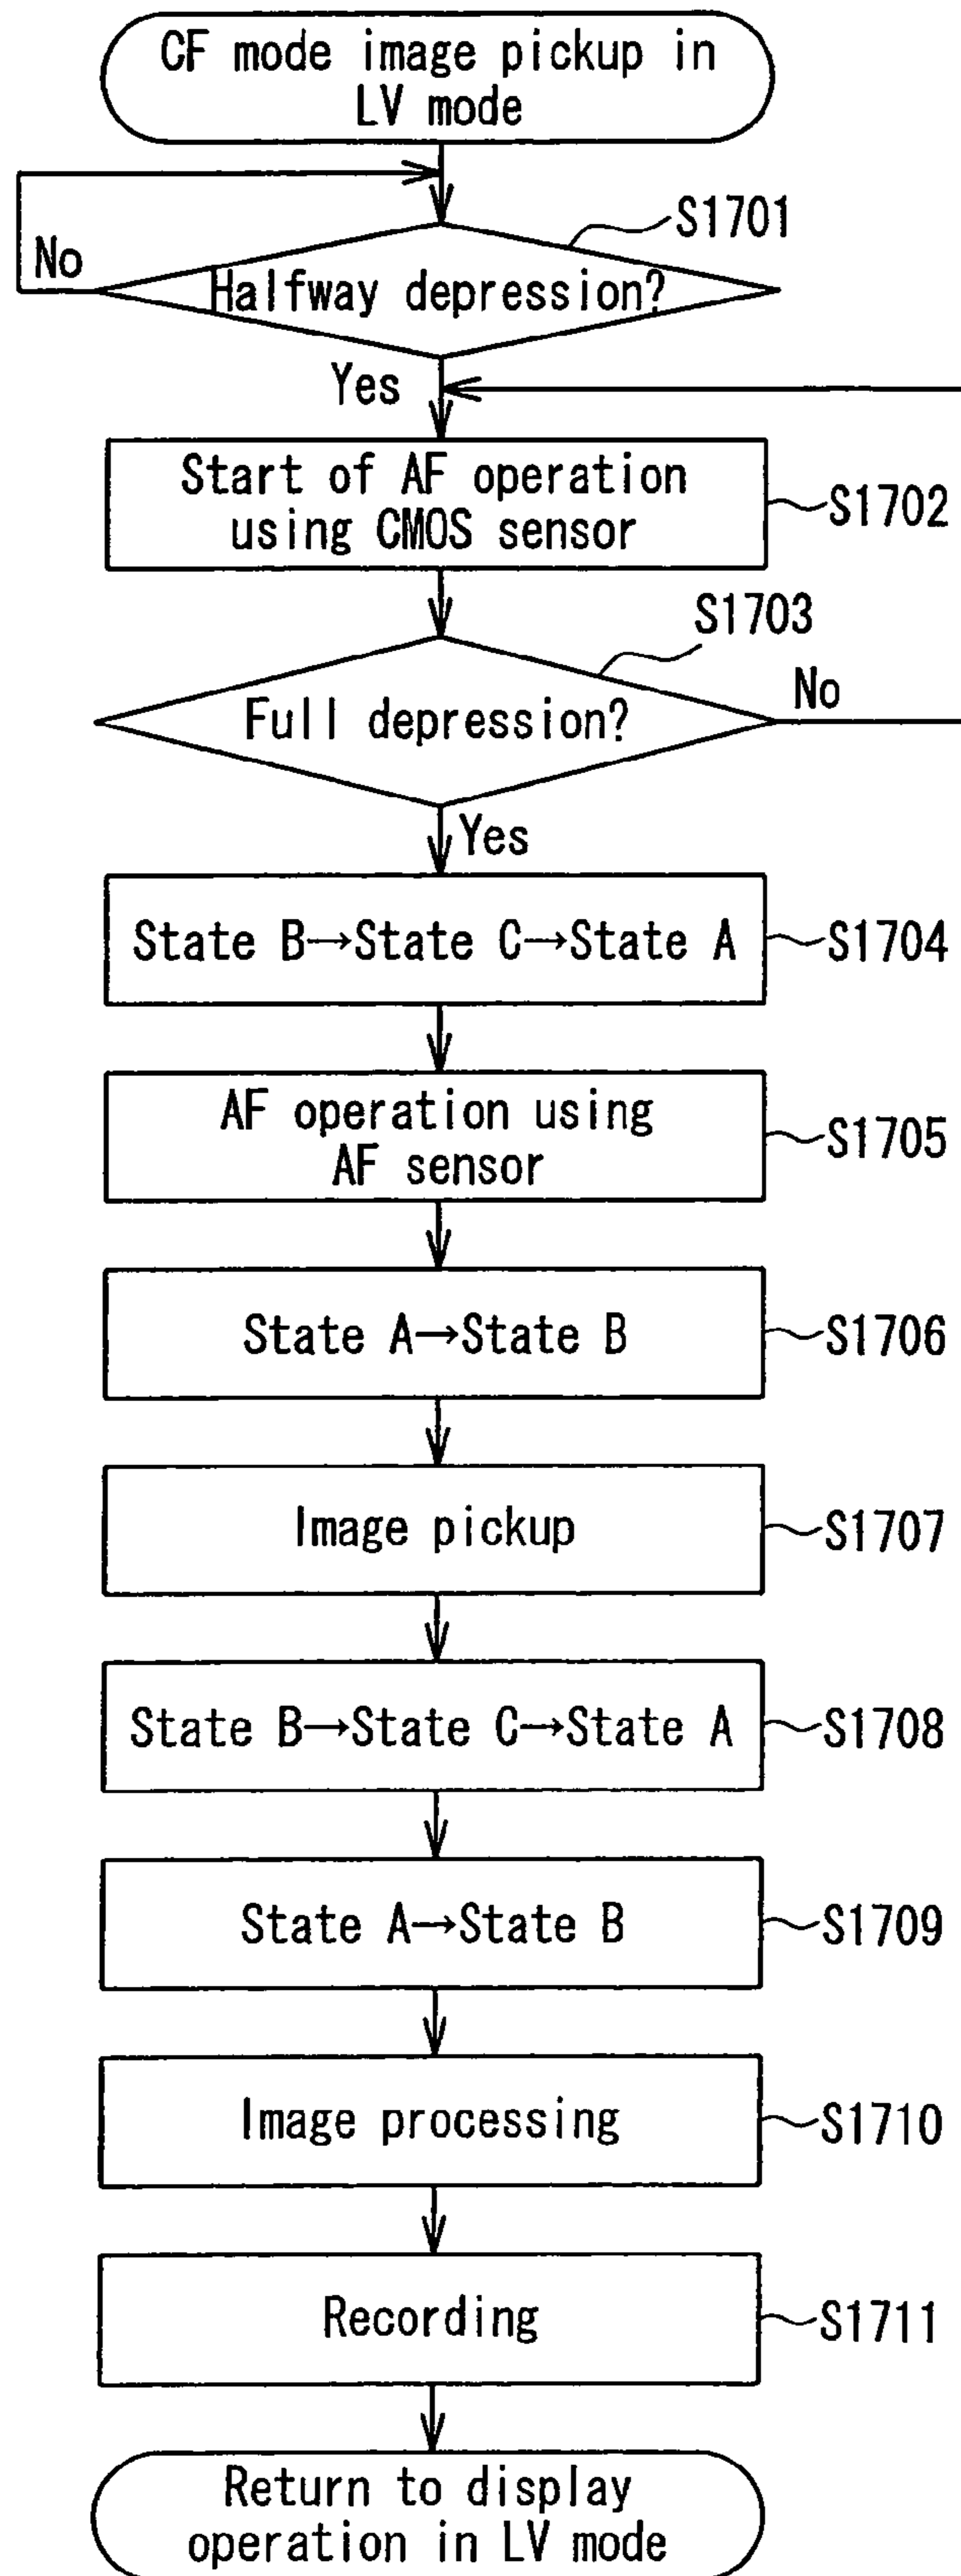 CF mode image pickup in
LV mode
S1701
No
Halfway depression?
Yes
Start of AF operation
using CMOS sensor
S1702
S1703
No
Full depression?
Yes
State B→State C→State A
S1704
AF operation using
AF sensor
S1705
State A→State B
S1706
Image pickup
S1707
State B→State C→State A
S1708
State A→State B
S1709
Image processing
S1710
Recording
S1711
Return to display
operation in LV mode